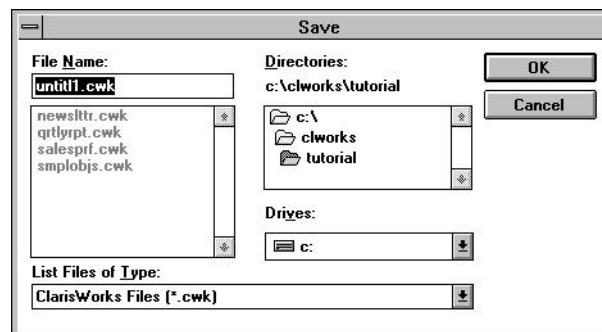 Save
File Name:
untitl1.cwk
newslttr.cwk
qrtlyrpt.cwk
salesprf.cwk
smplobjs.cwk
List Files of Type:
ClarisWorks Files (*.cwk)
Directories:
c:\clworks\tutorial
c:\
clworks
tutorial
Drives:
c:
OK
Cancel